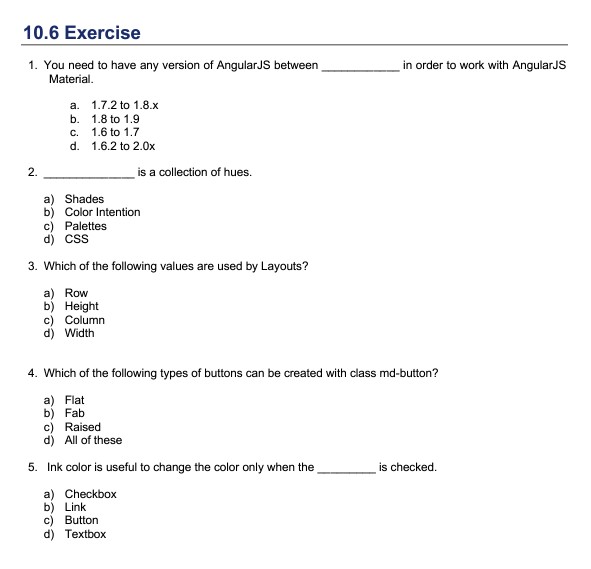 10.6 Exercise
1. You need to have any version of AngularJS between ____________ in order to work with AngularJS
Material.
a. 1.7.2 to 1.8.x
b. 1.8 to 1.9
c. 1.6 to 1.7
d. 1.6.2 to 2.0x
2. ______________ is a collection of hues.
a) Shades
b) Color Intention
c) Palettes
d) CSS
3. Which of the following values are used by Layouts?
a) Row
b) Height
c) Column
d) Width
4. Which of the following types of buttons can be created with class md-button?
a) Flat
b) Fab
c) Raised
d) All of these
5. Ink color is useful to change the color only when the _________ is checked.
a) Checkbox
b) Link
c) Button
d) Textbox